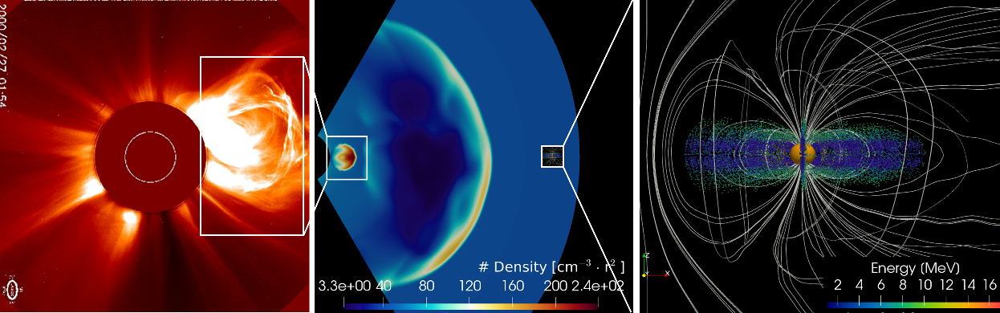 2000/02/27 01:54
# Density [cm⁻³ · r²]
3.3e+00 40 80 120 160 200 2.4e+02
Z
Y X
Energy (MeV)
2 4 6 8 10 12 14 16